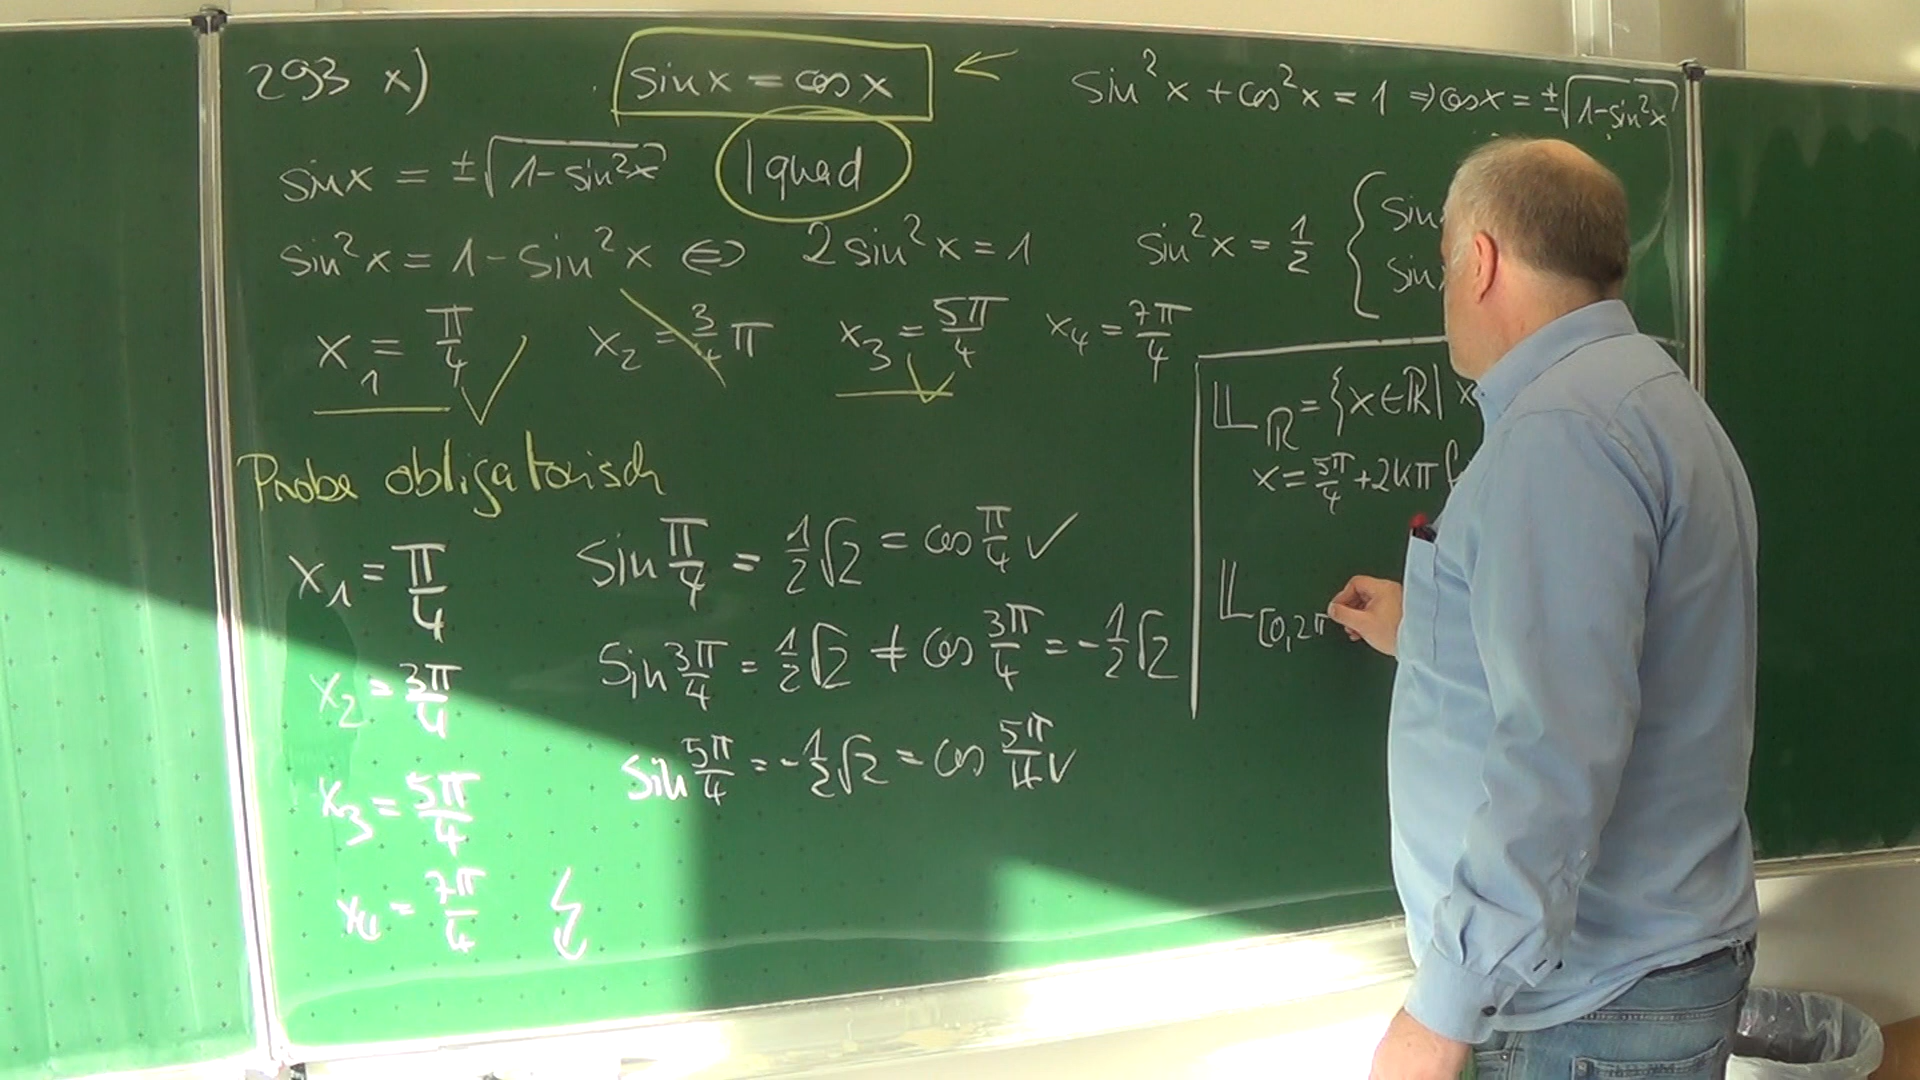 293 x) sin x = cos x ← sin²x + cos²x = 1 ⇒ cos x = ±√(1-sin²x)
sin x = ±√(1-sin²x) | quad
sin²x = 1 - sin²x ⇔ 2 sin²x = 1 sin²x = 1/2 { sin
sin
x₁ = π/4 ✓ x₂ = 3/4 π x₃ = 5π/4 ✓ x₄ = 7π/4
𝕃_ℝ = {x ∈ ℝ | x
x = 5π/4 + 2kπ
Probe obligatorisch
x₁ = π/4 sin π/4 = 1/2 √2 = cos π/4 ✓
𝕃_[0,2π
x₂ = 3π/4 sin 3π/4 = 1/2 √2 ≠ cos 3π/4 = -1/2 √2
x₃ = 5π/4 sin 5π/4 = -1/2 √2 = cos 5π/4 ✓
x₄ = 7π/4 ↯